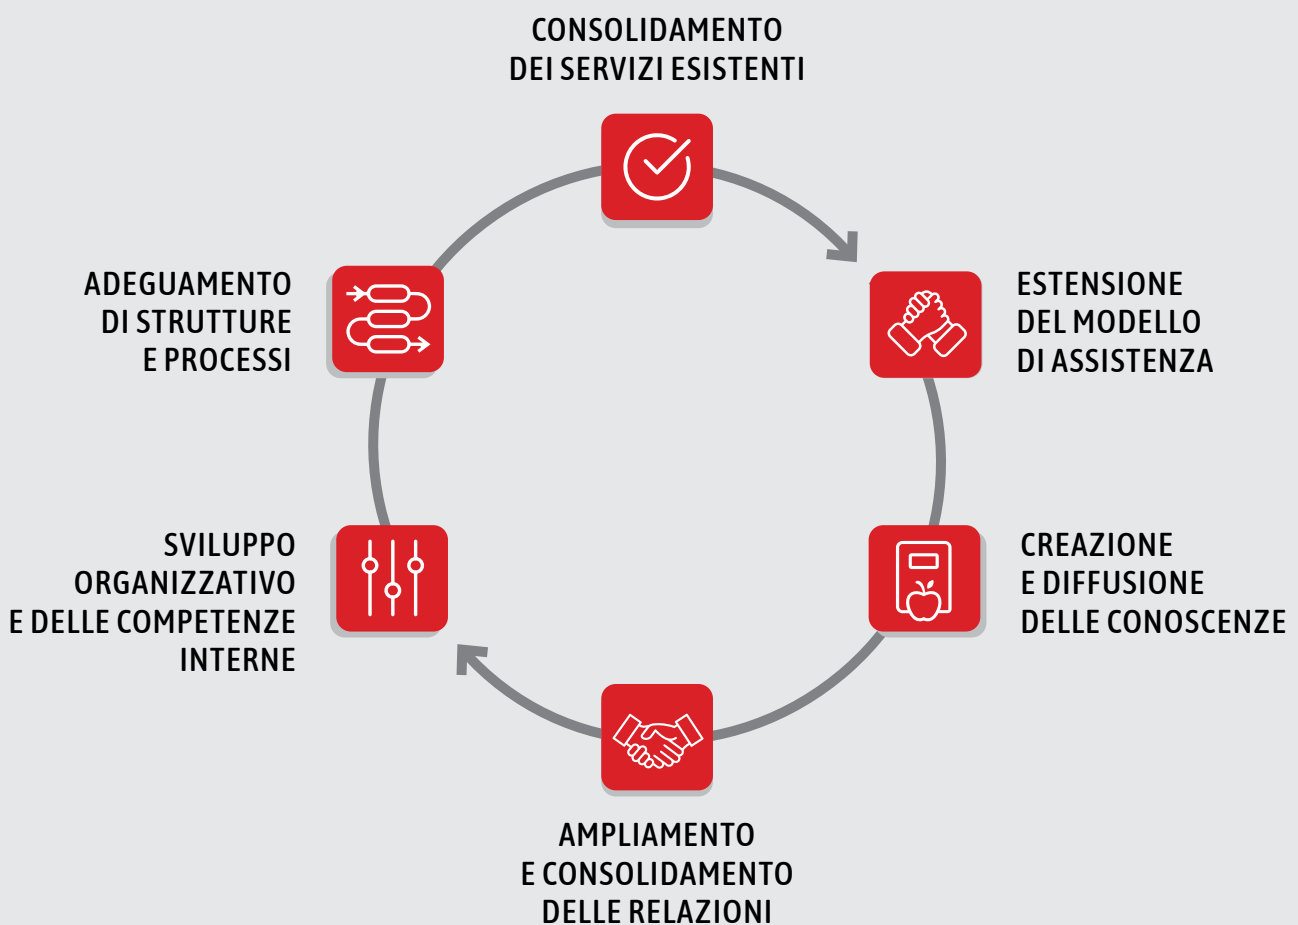 CONSOLIDAMENTO
DEI SERVIZI ESISTENTI
ESTENSIONE
DEL MODELLO
DI ASSISTENZA
CREAZIONE
E DIFFUSIONE
DELLE CONOSCENZE
AMPLIAMENTO
E CONSOLIDAMENTO
DELLE RELAZIONI
SVILUPPO
ORGANIZZATIVO
E DELLE COMPETENZE
INTERNE
ADEGUAMENTO
DI STRUTTURE
E PROCESSI